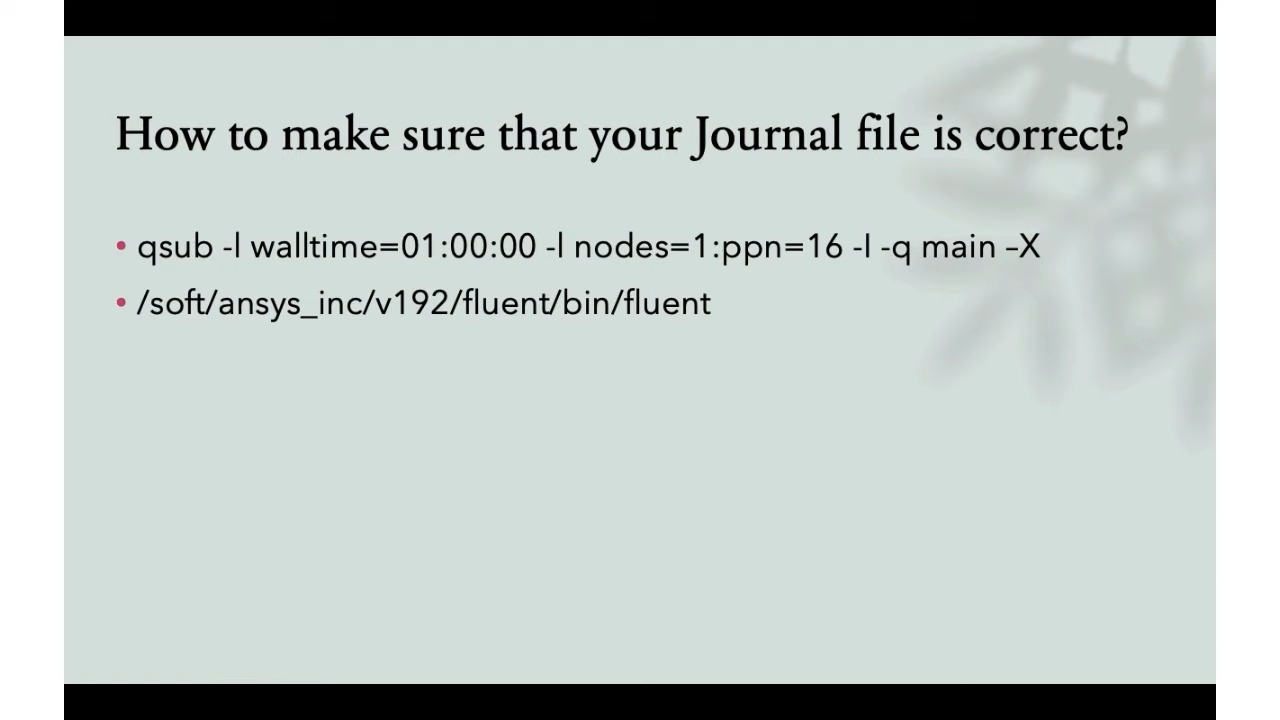 How to make sure that your Journal file is correct?
• qsub -l walltime=01:00:00 -l nodes=1:ppn=16 -I -q main –X
• /soft/ansys_inc/v192/fluent/bin/fluent